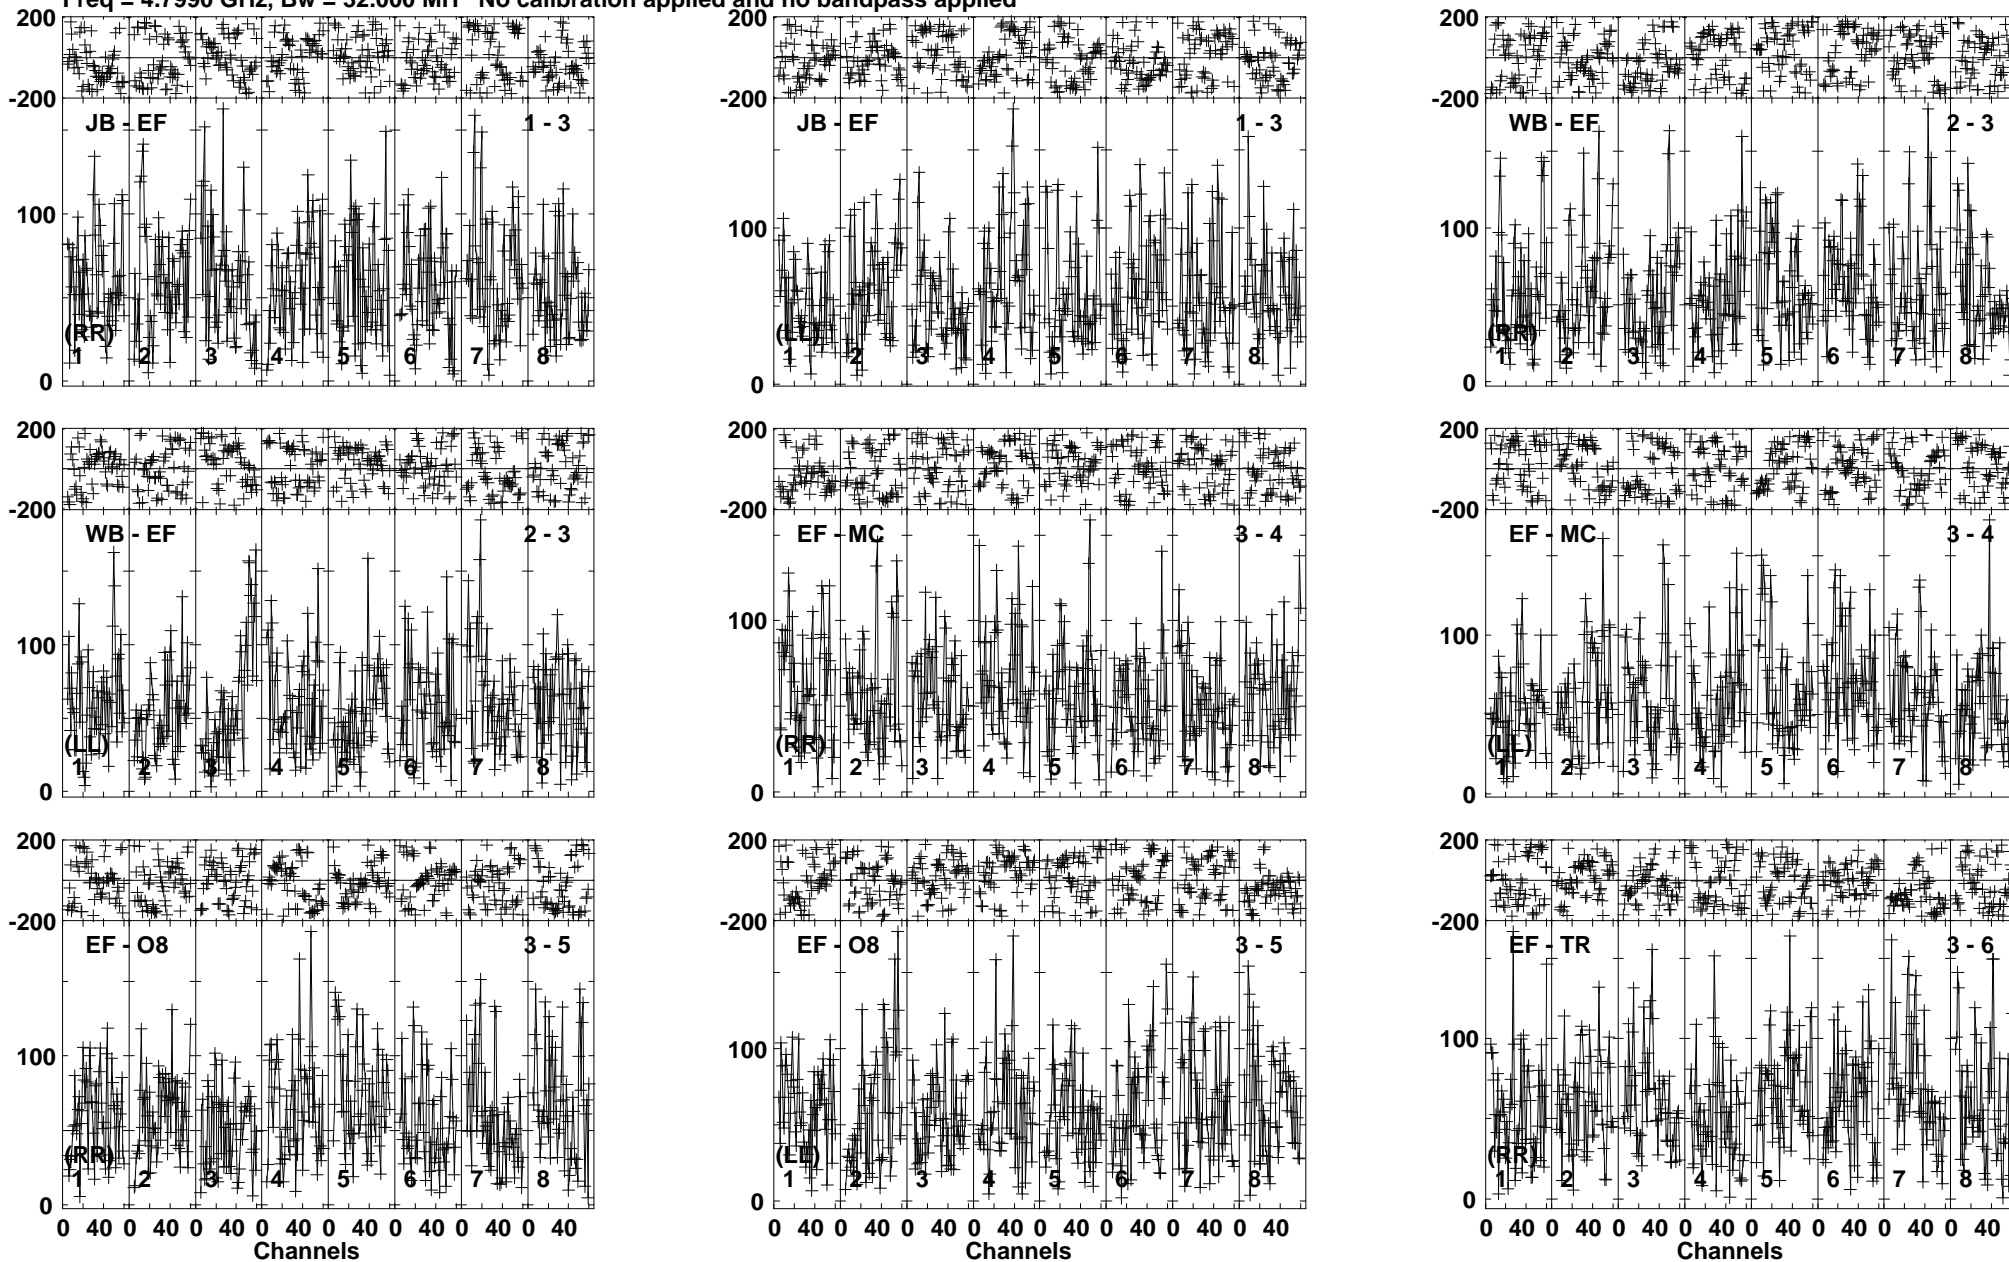 Freq = 4.7990 GHz, Bw = 32.000 MH No calibration applied and no bandpass applied
200 200 200
-200 -200 -200
JB - EF 1 - 3 JB - EF 1 - 3 WB - EF 2 - 3
100 100 100
(RR) (LL) (RR)
1 2 3 4 5 6 7 8 1 2 3 4 5 6 7 8 1 2 3 4 5 6 7 8
0 0 0
200 200 200
-200 -200 -200
WB - EF 2 - 3 EF - MC 3 - 4 EF - MC 3 - 4
100 100 100
(LL) (RR) (LL)
1 2 3 4 5 6 7 8 1 2 3 4 5 6 7 8 1 2 3 4 5 6 7 8
0 0 0
200 200 200
-200 -200 -200
EF - O8 3 - 5 EF - O8 3 - 5 EF - TR 3 - 6
100 100 100
(RR) (LL) (RR)
1 2 3 4 5 6 7 8 1 2 3 4 5 6 7 8 1 2 3 4 5 6 7 8
0 0 0
0 40 0 40 0 40 0 40 0 40 0 40 0 40 0 40 0 40 0 40 0 40 0 40 0 40 0 40 0 40 0 40 0 40 0 40 0 40 0 40 0 40 0 40 0 40 0 40
Channels Channels Channels